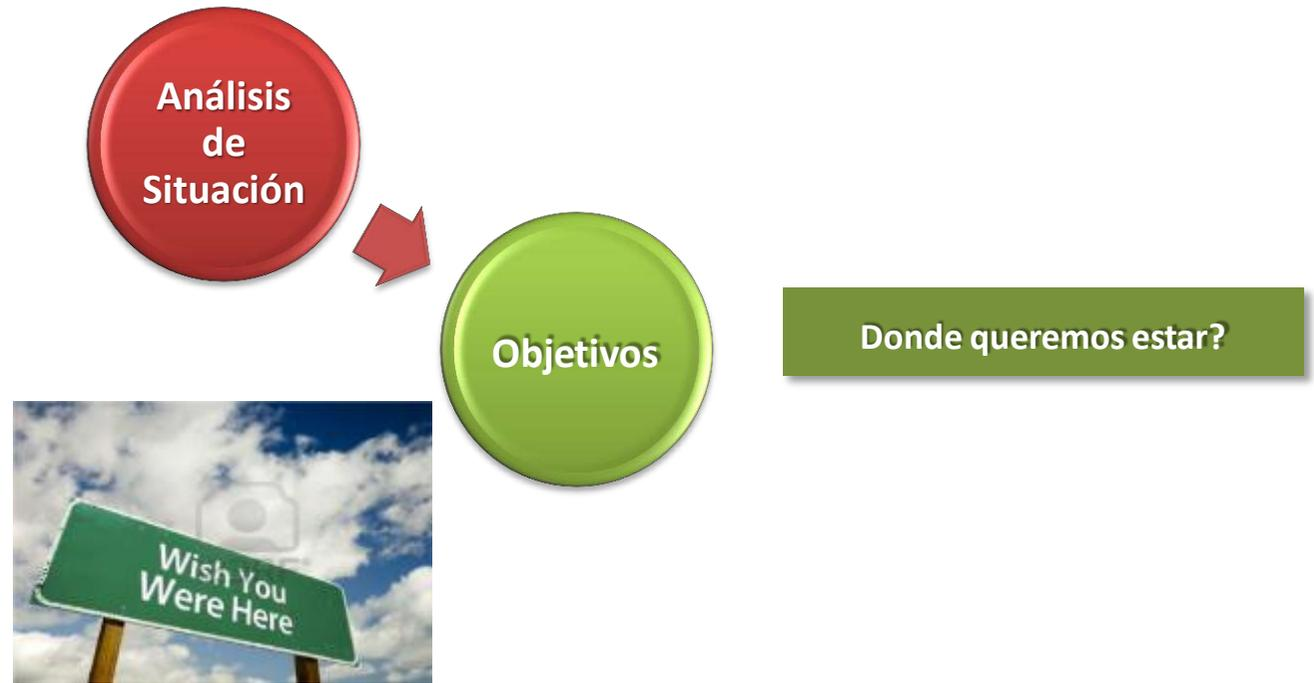 Análisis
de
Situación
Objetivos
Donde queremos estar?
Wish You
Were Here